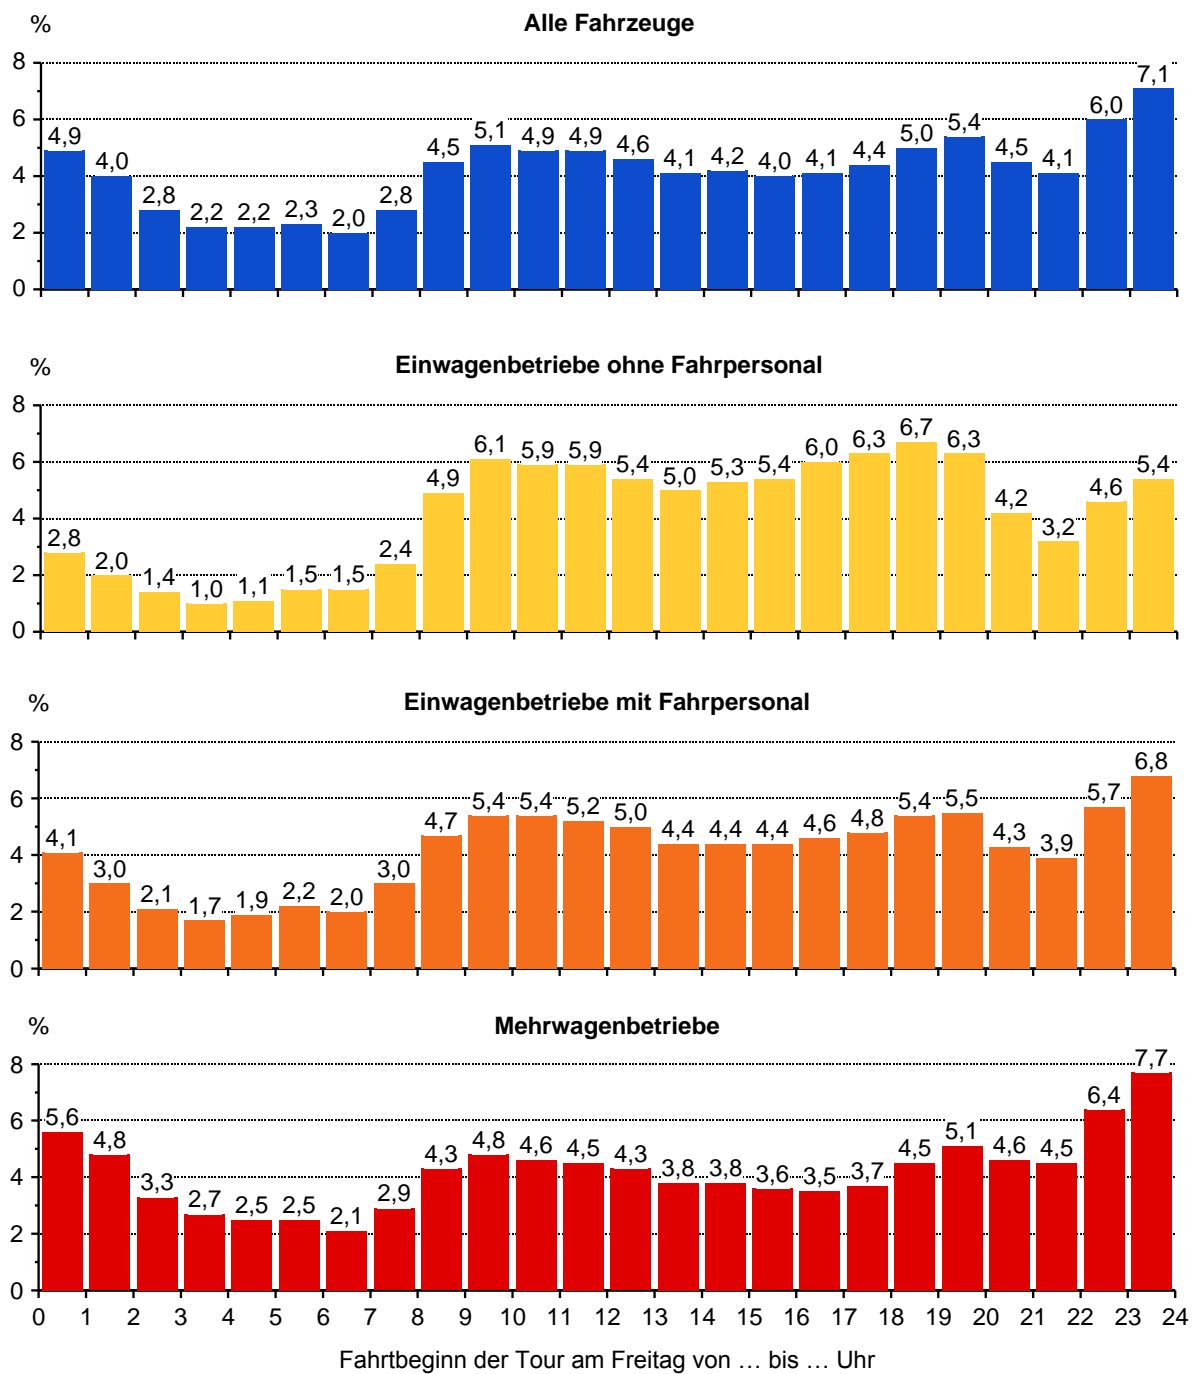 Alle Fahrzeuge
%
8
6
4
2
0
4,9 4,0 2,8 2,2 2,2 2,3 2,0 2,8 4,5 5,1 4,9 4,9 4,6 4,1 4,2 4,0 4,1 4,4 5,0 5,4 4,5 4,1 6,0 7,1
Einwagenbetriebe ohne Fahrpersonal
%
8
6
4
2
0
2,8 2,0 1,4 1,0 1,1 1,5 1,5 2,4 4,9 6,1 5,9 5,9 5,4 5,0 5,3 5,4 6,0 6,3 6,7 6,3 4,2 3,2 4,6 5,4
Einwagenbetriebe mit Fahrpersonal
%
8
6
4
2
0
4,1 3,0 2,1 1,7 1,9 2,2 2,0 3,0 4,7 5,4 5,4 5,2 5,0 4,4 4,4 4,4 4,6 4,8 5,4 5,5 4,3 3,9 5,7 6,8
Mehrwagenbetriebe
%
8
6
4
2
0
5,6 4,8 3,3 2,7 2,5 2,5 2,1 2,9 4,3 4,8 4,6 4,5 4,3 3,8 3,8 3,6 3,5 3,7 4,5 5,1 4,6 4,5 6,4 7,7
0 1 2 3 4 5 6 7 8 9 10 11 12 13 14 15 16 17 18 19 20 21 22 23 24
Fahrtbeginn der Tour am Freitag von … bis … Uhr